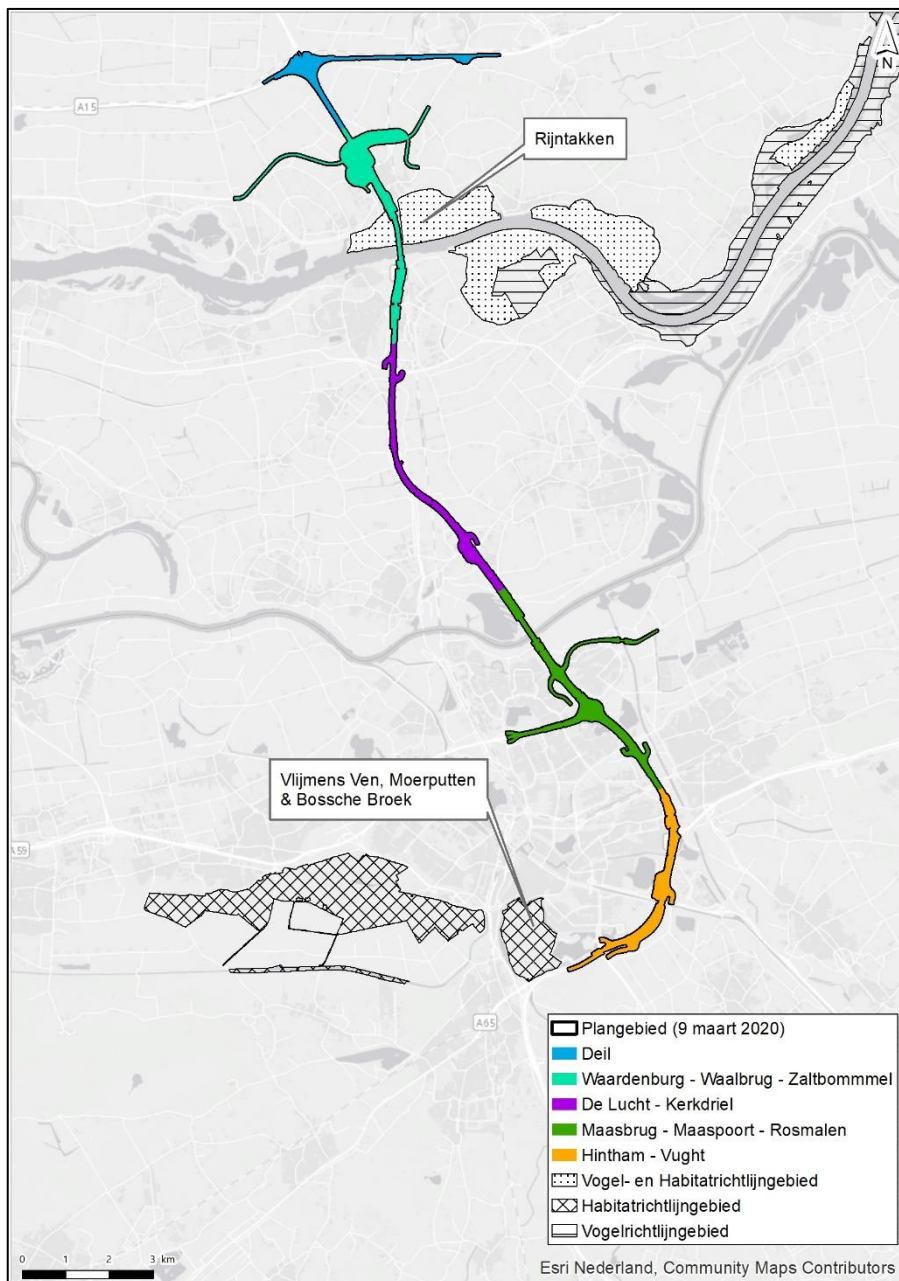 N
A15
Rijntakken
Vlijmens Ven, Moerputten
& Bossche Broek
A59
A65
Plangebied (9 maart 2020)
Deil
Waardenburg - Waalbrug - Zaltbommmel
De Lucht - Kerkdriel
Maasbrug - Maaspoort - Rosmalen
Hintham - Vught
Vogel- en Habitatrichtlijngebied
Habitatrichtlijngebied
Vogelrichtlijngebied
0 1 2 3 km
Esri Nederland, Community Maps Contributors